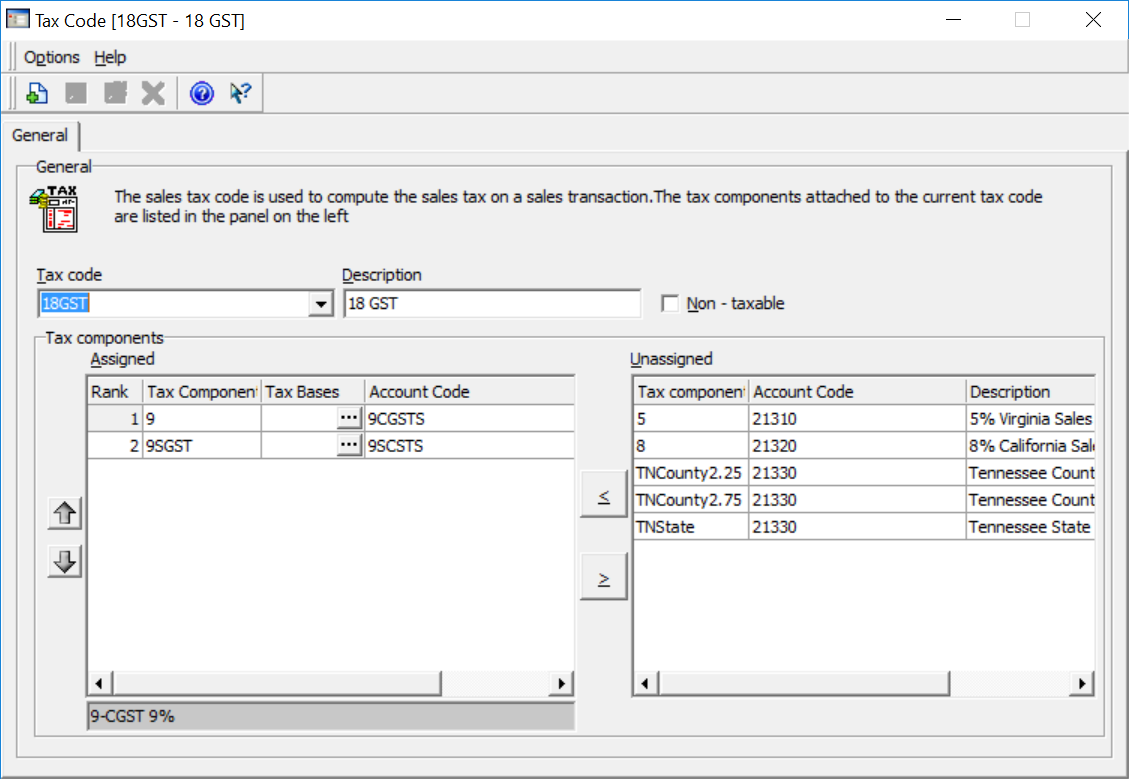 Tax Code [18GST - 18 GST]
Options Help
General
General
TAX
The sales tax code is used to compute the sales tax on a sales transaction.The tax components attached to the current tax code
are listed in the panel on the left
Tax code Description
18GST 18 GST Non - taxable
Tax components
Assigned Unassigned
Rank Tax Component Tax Bases Account Code
1 9 ... 9CGSTS
2 9SGST ... 9SCSTS
Tax component Account Code Description
5 21310 5% Virginia Sales
8 21320 8% California Sal
TNCounty2.25 21330 Tennessee Count
TNCounty2.75 21330 Tennessee Count
TNState 21330 Tennessee State
<
>
9-CGST 9%